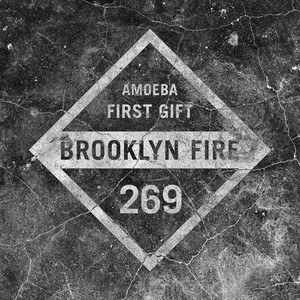 AMOEBA
FIRST GIFT
BROOKLYN FIRE
269